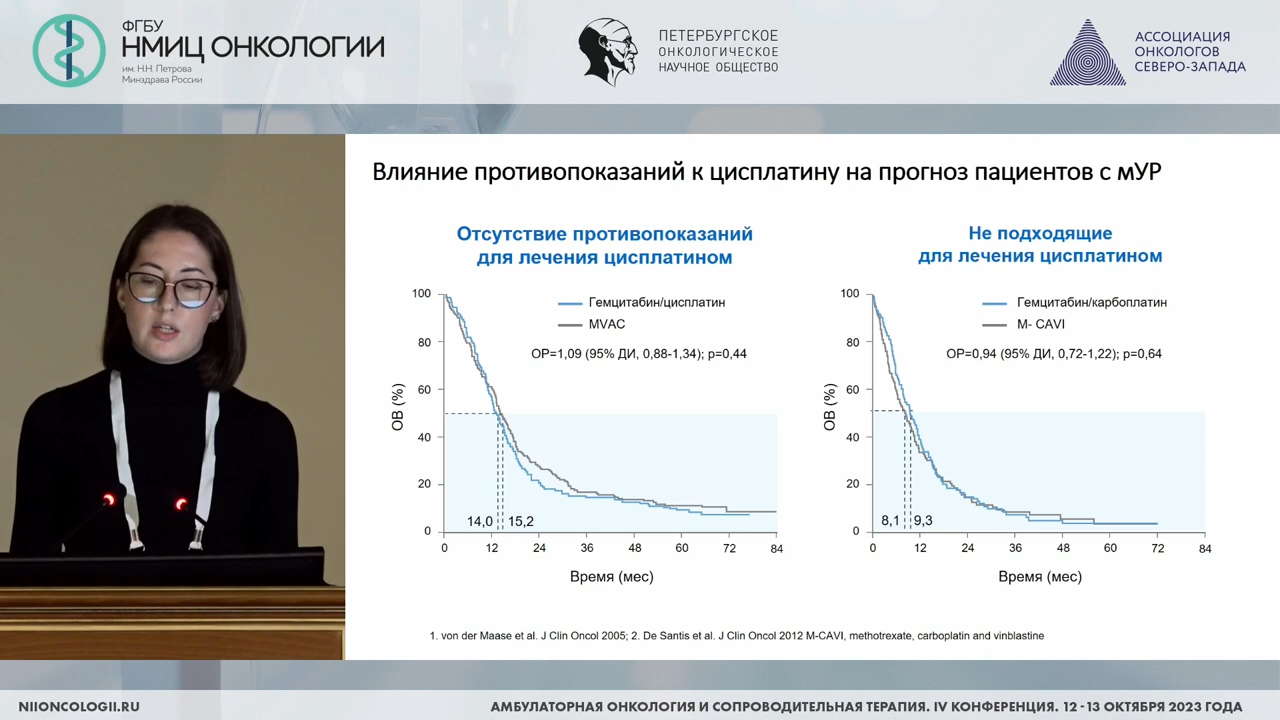 ФГБУ
НМИЦ ОНКОЛОГИИ
им. Н.Н. Петрова
Минздрава России
ПЕТЕРБУРГСКОЕ
ОНКОЛОГИЧЕСКОЕ
НАУЧНОЕ ОБЩЕСТВО
АССОЦИАЦИЯ
ОНКОЛОГОВ
СЕВЕРО-ЗАПАДА
Влияние противопоказаний к цисплатину на прогноз пациентов с мУР
Отсутствие противопоказаний
для лечения цисплатином
Гемцитабин/цисплатин
MVAC
ОР=1,09 (95% ДИ, 0,88-1,34); p=0,44
ОВ (%)
100
80
60
40
20
0
14,0
15,2
0 12 24 36 48 60 72 84
Время (мес)
Не подходящие
для лечения цисплатином
Гемцитабин/карбоплатин
M- CAVI
ОР=0,94 (95% ДИ, 0,72-1,22); p=0,64
ОВ (%)
100
80
60
40
20
0
8,1
9,3
0 12 24 36 48 60 72 84
Время (мес)
1. von der Maase et al. J Clin Oncol 2005; 2. De Santis et al. J Clin Oncol 2012 M-CAVI, methotrexate, carboplatin and vinblastine
NIIONCOLOGII.RU
АМБУЛАТОРНАЯ ОНКОЛОГИЯ И СОПРОВОДИТЕЛЬНАЯ ТЕРАПИЯ. IV КОНФЕРЕНЦИЯ. 12 - 13 ОКТЯБРЯ 2023 ГОДА